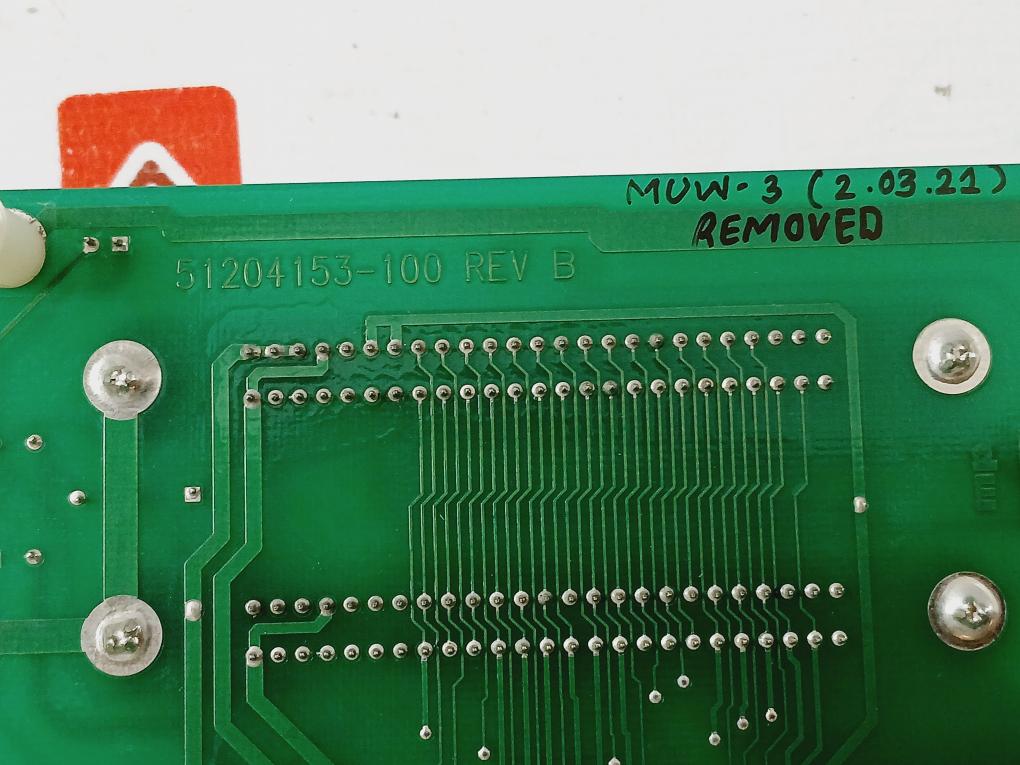 MUW-3 (2.03.21)
REMOVED
51204153-100 REV B